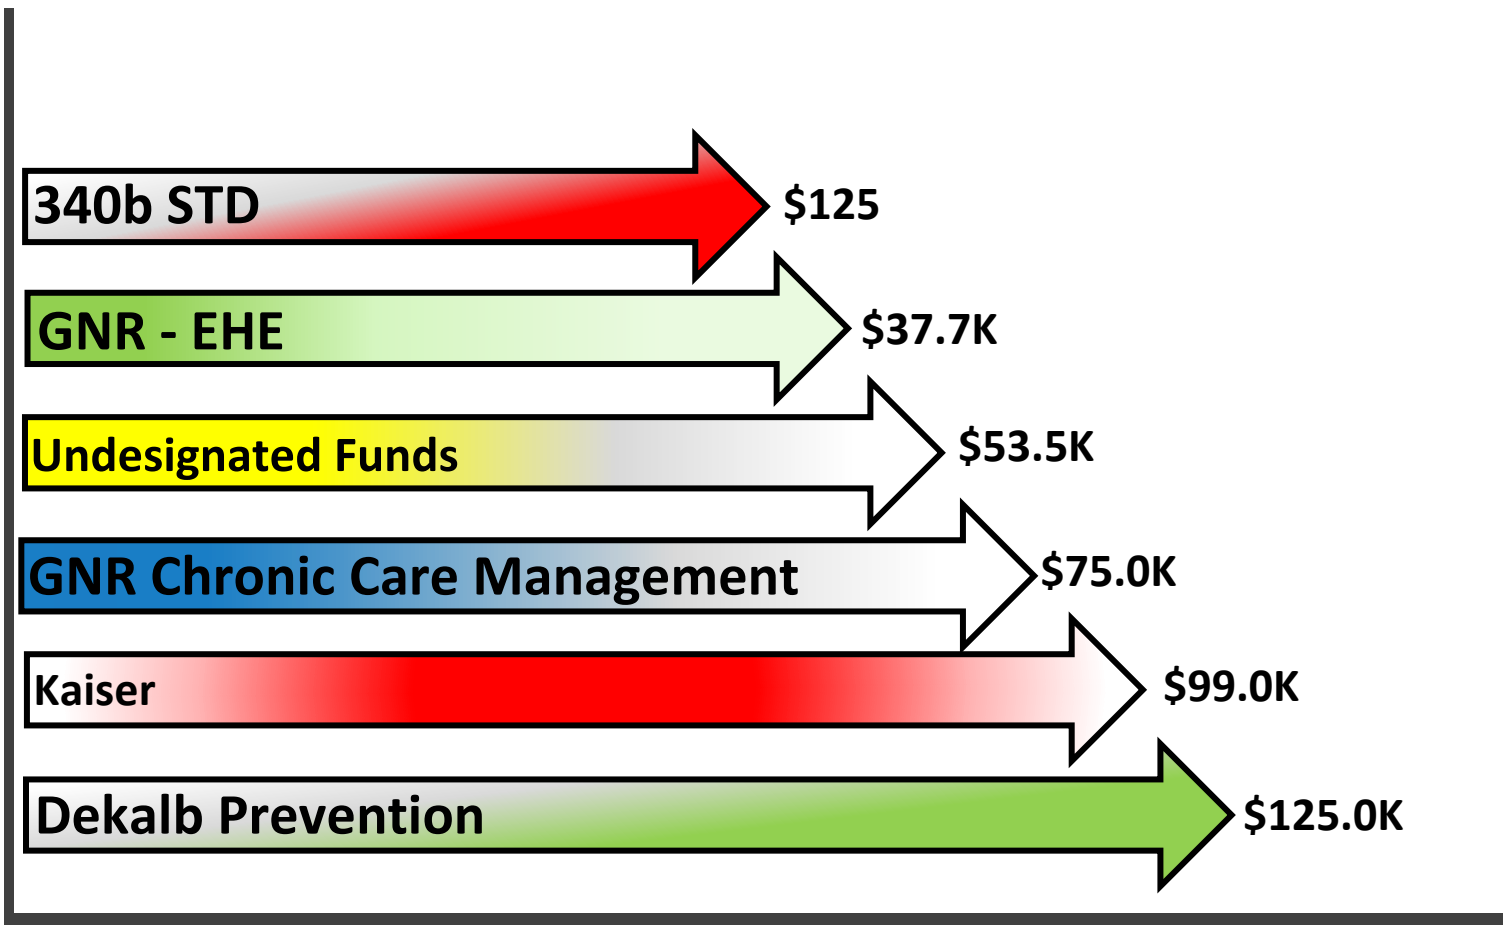 340b STD $125
GNR - EHE $37.7K
Undesignated Funds $53.5K
GNR Chronic Care Management $75.0K
Kaiser $99.0K
Dekalb Prevention $125.0K